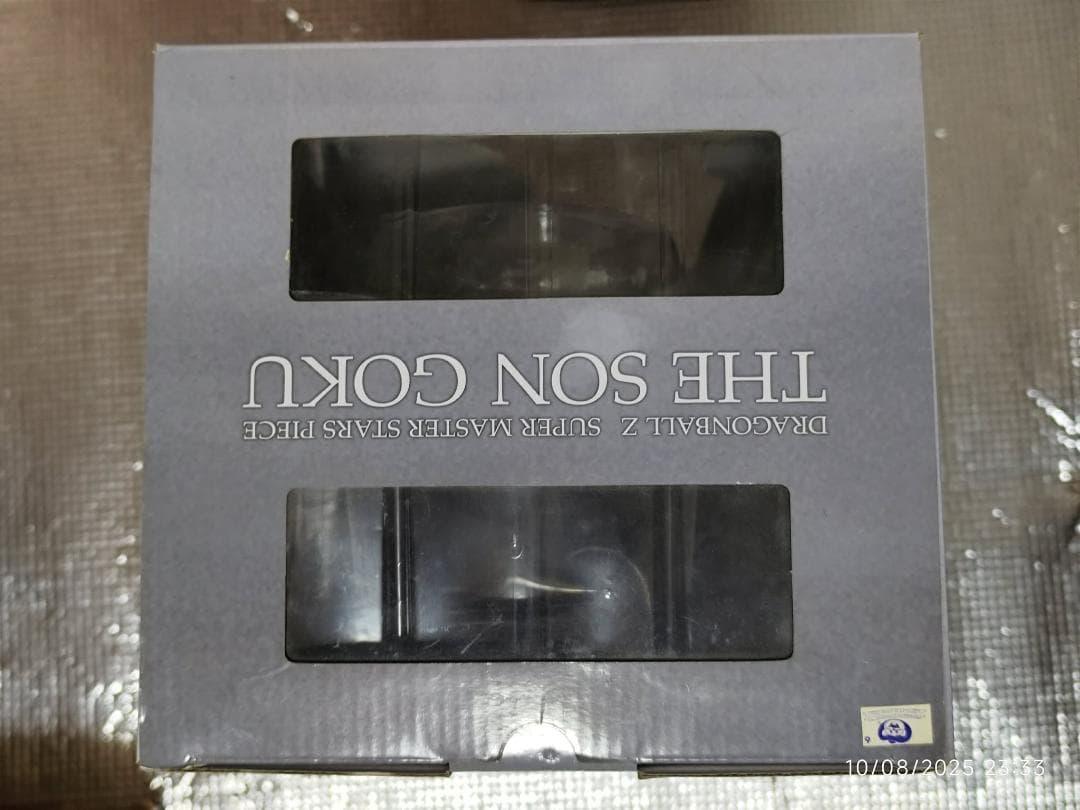 DRAGONBALL Z SUPER MASTER STARS PIECE
THE SON GOKU
10/08/2025 23:33